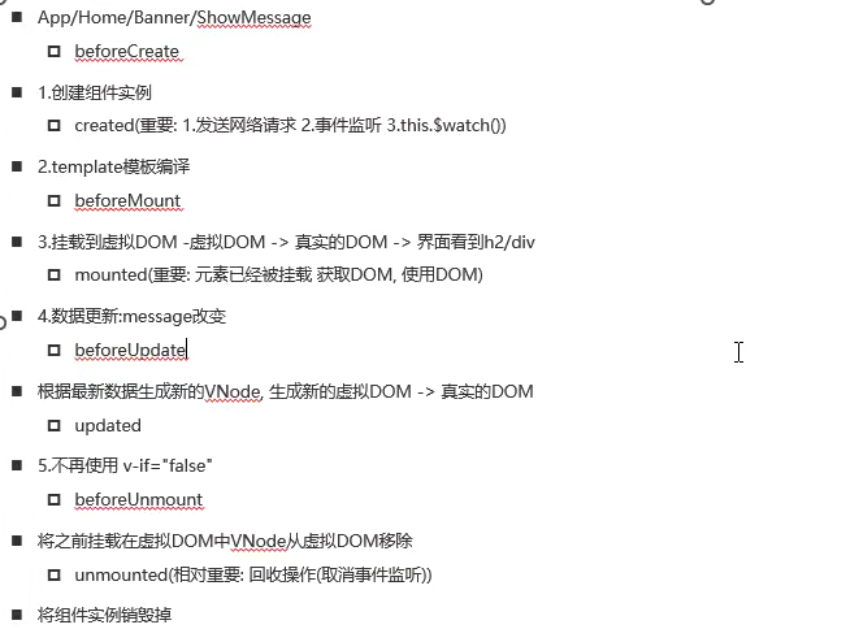 App/Home/Banner/ShowMessage
beforeCreate
1.创建组件实例
created(重要: 1.发送网络请求 2.事件监听 3.this.$watch())
2.template模板编译
beforeMount
3.挂载到虚拟DOM -虚拟DOM -> 真实的DOM -> 界面看到h2/div
mounted(重要: 元素已经被挂载 获取DOM, 使用DOM)
4.数据更新:message改变
beforeUpdate
根据最新数据生成新的VNode, 生成新的虚拟DOM -> 真实的DOM
updated
5.不再使用 v-if="false"
beforeUnmount
将之前挂载在虚拟DOM中VNode从虚拟DOM移除
unmounted(相对重要: 回收操作(取消事件监听))
将组件实例销毁掉